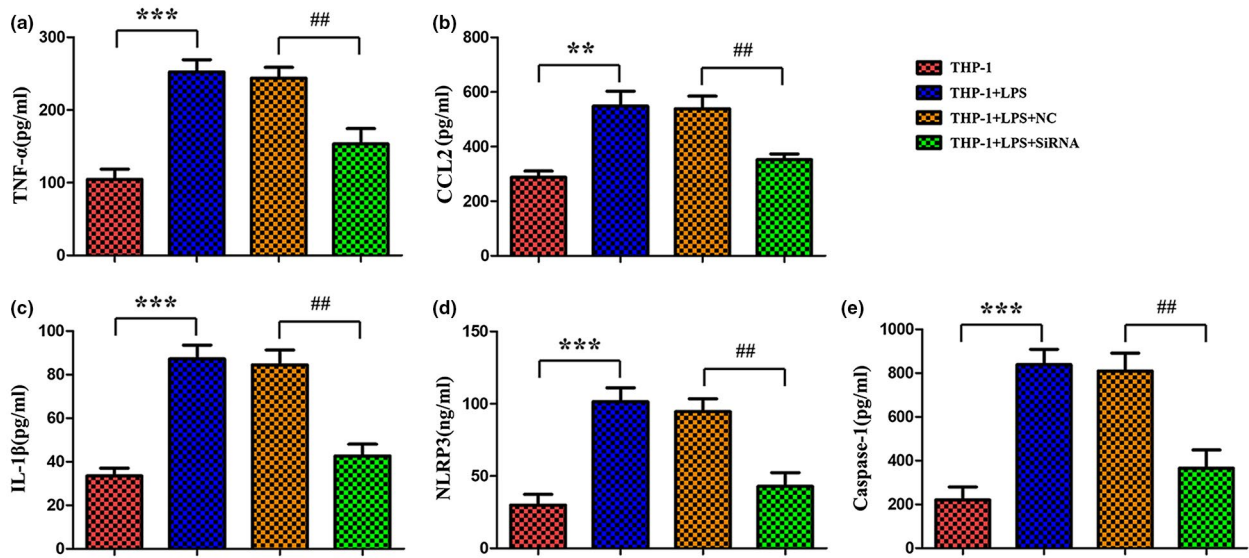 (a)
***
##
300
200
100
0
TNF-α(pg/ml)
(b)
**
##
800
600
400
200
0
CCL2(pg/ml)
THP-1
THP-1+LPS
THP-1+LPS+NC
THP-1+LPS+SiRNA
(c)
***
##
100
80
60
40
20
0
IL-1β(pg/ml)
(d)
***
##
150
100
50
0
NLRP3(ng/ml)
(e)
***
##
1000
800
600
400
200
0
Caspase-1(pg/ml)